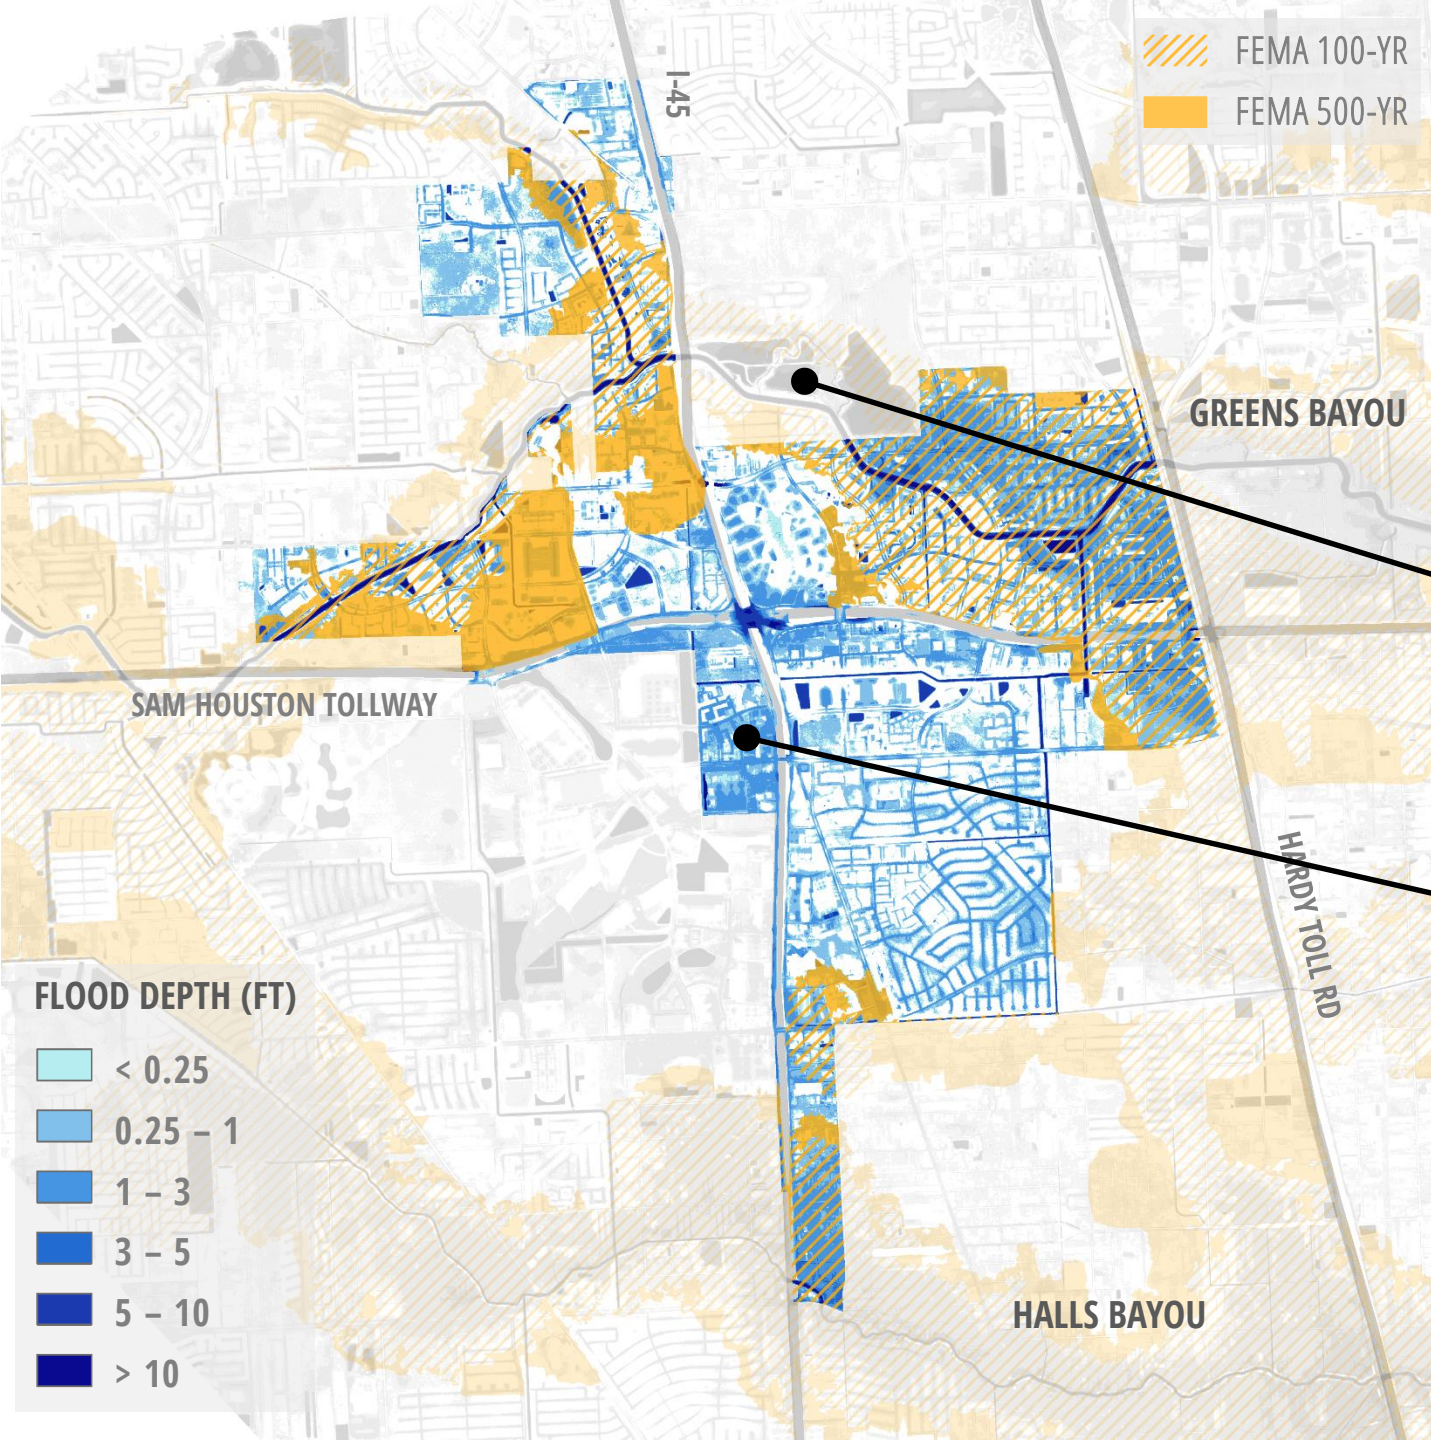 I-45
FEMA 100-YR
FEMA 500-YR
GREENS BAYOU
SAM HOUSTON TOLLWAY
HARDY TOLL RD
FLOOD DEPTH (FT)
< 0.25
0.25 – 1
1 – 3
3 – 5
5 – 10
> 10
HALLS BAYOU